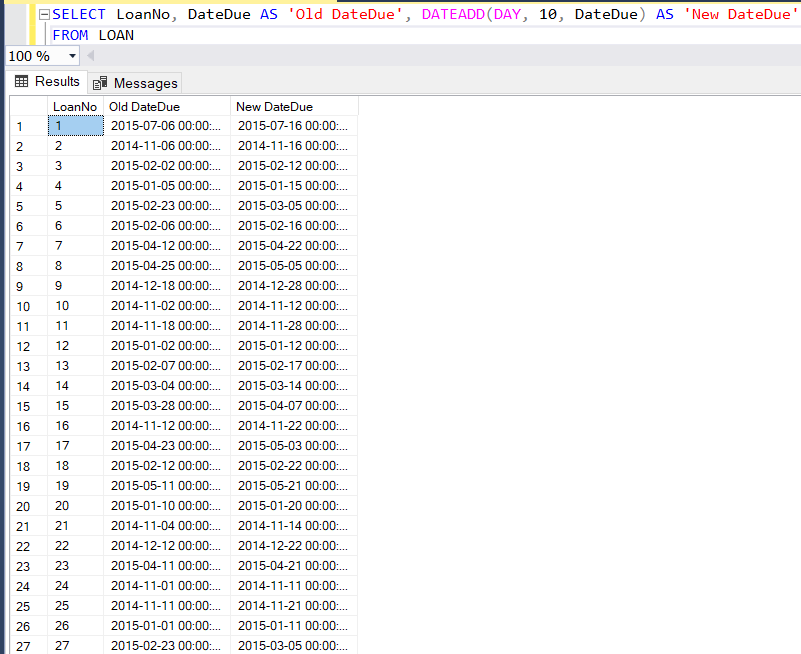 SELECT LoanNo, DateDue AS 'Old DateDue', DATEADD(DAY, 10, DateDue) AS 'New DateDue'
FROM LOAN
100 %
Results Messages
LoanNo Old DateDue New DateDue
1 1 2015-07-06 00:00:... 2015-07-16 00:00:...
2 2 2014-11-06 00:00:... 2014-11-16 00:00:...
3 3 2015-02-02 00:00:... 2015-02-12 00:00:...
4 4 2015-01-05 00:00:... 2015-01-15 00:00:...
5 5 2015-02-23 00:00:... 2015-03-05 00:00:...
6 6 2015-02-06 00:00:... 2015-02-16 00:00:...
7 7 2015-04-12 00:00:... 2015-04-22 00:00:...
8 8 2015-04-25 00:00:... 2015-05-05 00:00:...
9 9 2014-12-18 00:00:... 2014-12-28 00:00:...
10 10 2014-11-02 00:00:... 2014-11-12 00:00:...
11 11 2014-11-18 00:00:... 2014-11-28 00:00:...
12 12 2015-01-02 00:00:... 2015-01-12 00:00:...
13 13 2015-02-07 00:00:... 2015-02-17 00:00:...
14 14 2015-03-04 00:00:... 2015-03-14 00:00:...
15 15 2015-03-28 00:00:... 2015-04-07 00:00:...
16 16 2014-11-12 00:00:... 2014-11-22 00:00:...
17 17 2015-04-23 00:00:... 2015-05-03 00:00:...
18 18 2015-02-12 00:00:... 2015-02-22 00:00:...
19 19 2015-05-11 00:00:... 2015-05-21 00:00:...
20 20 2015-01-10 00:00:... 2015-01-20 00:00:...
21 21 2014-11-04 00:00:... 2014-11-14 00:00:...
22 22 2014-12-12 00:00:... 2014-12-22 00:00:...
23 23 2015-04-11 00:00:... 2015-04-21 00:00:...
24 24 2014-11-01 00:00:... 2014-11-11 00:00:...
25 25 2014-11-11 00:00:... 2014-11-21 00:00:...
26 26 2015-01-01 00:00:... 2015-01-11 00:00:...
27 27 2015-02-23 00:00:... 2015-03-05 00:00:...